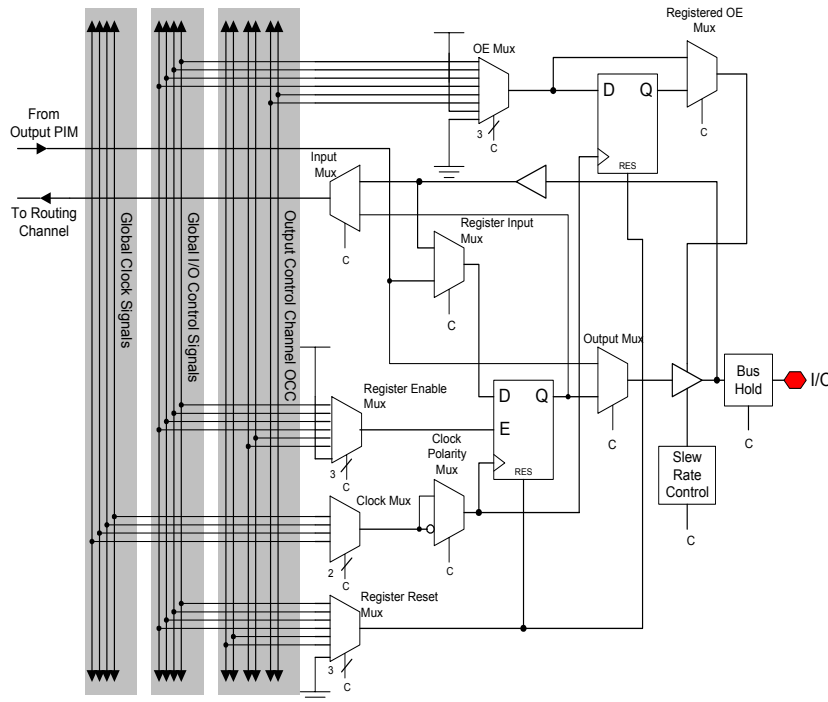 Registered OE
Mux
OE Mux
D Q
RES
3
C
C
From
Output PIM
Input
Mux
To Routing
Channel
C
Register Input
Mux
C
Global Clock Signals
Global I/O Control Signals
Output Control Channel OCC
Output Mux
C
Bus
Hold
C
I/O
Register Enable
Mux
3
C
D Q
E
RES
Clock
Polarity
Mux
C
Slew
Rate
Control
C
Clock Mux
2
C
Register Reset
Mux
3
C